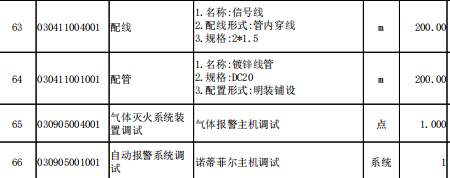 63 030411004001 配线 1.名称:信号线
2.配线形式:管内穿线
3.规格:2*1.5 m 200.00
64 030411001001 配管 1.名称:镀锌线管
2.规格:DC20
3.配置形式:明装铺设 m 200.00
65 030905004001 气体灭火系统装
置调试 气体报警主机调试 点 1.000
66 030905001001 自动报警系统调
试 诺蒂菲尔主机调试 系统 1